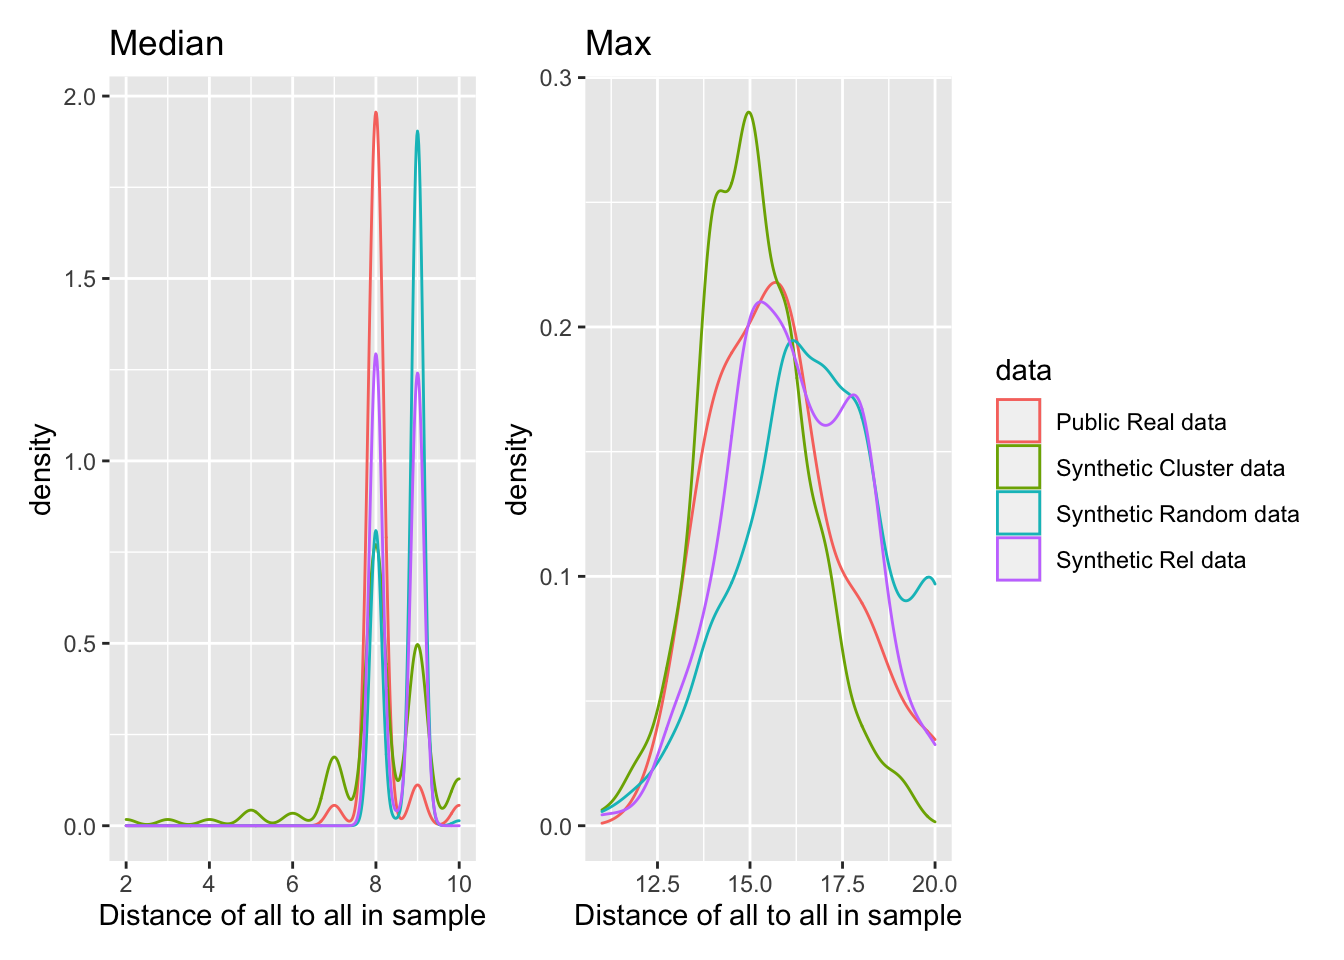 Median
2.0
1.5
1.0
0.5
0.0
density
2 4 6 8 10
Distance of all to all in sample
Max
0.3
0.2
0.1
0.0
density
12.5 15.0 17.5 20.0
Distance of all to all in sample
data
Public Real data
Synthetic Cluster data
Synthetic Random data
Synthetic Rel data